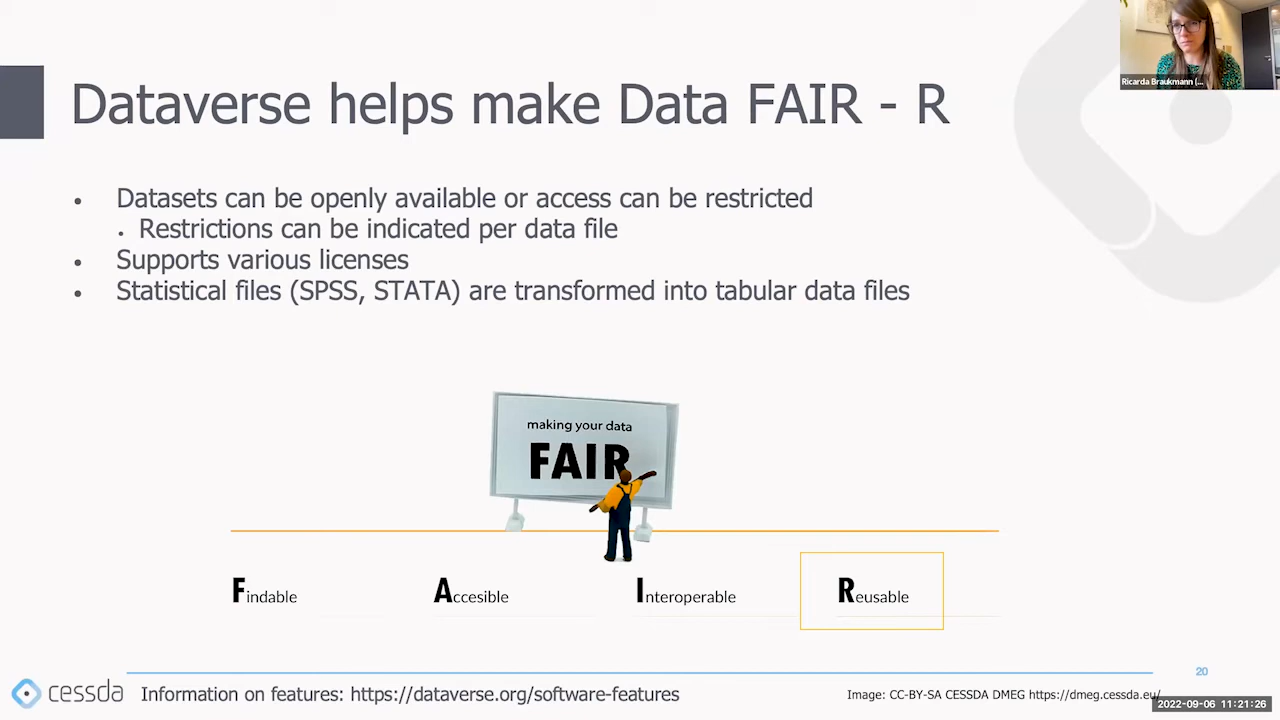 Ricarda Braukmann (...
Dataverse helps make Data FAIR - R
• Datasets can be openly available or access can be restricted
• Restrictions can be indicated per data file
• Supports various licenses
• Statistical files (SPSS, STATA) are transformed into tabular data files
making your data
FAIR
Findable Accesible Interoperable Reusable
20
cessda Information on features: https://dataverse.org/software-features
Image: CC-BY-SA CESSDA DMEG https://dmeg.cessda.eu/
2022-09-06 11:21:26